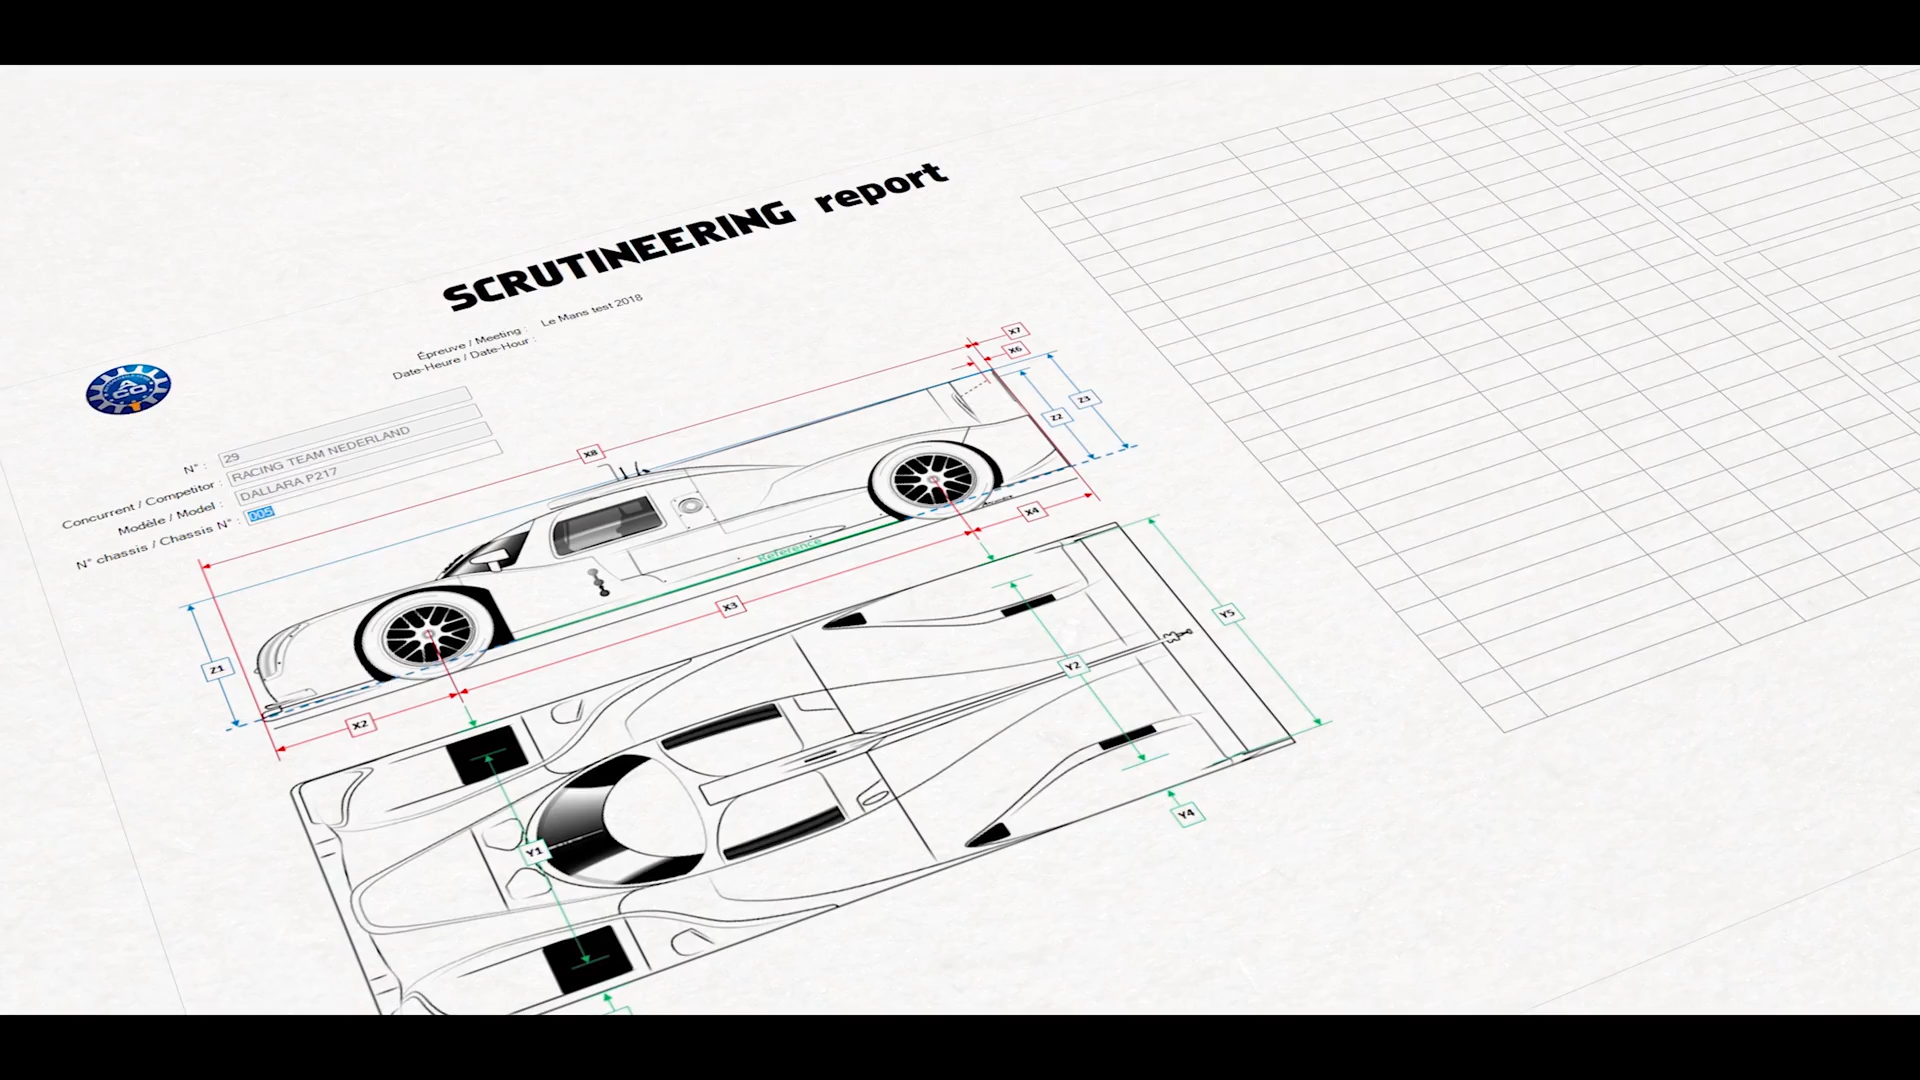 SCRUTINEERING report
Épreuve / Meeting : Le Mans test 2018
Date-Heure / Date-Hour :
ACO
N° : 29
Concurrent / Competitor : RACING TEAM NEDERLAND
Modèle / Model : DALLARA P217
N° chassis / Chassis N° : 005
X7
X6
Z3
Z2
X8
X4
Reference
X3
Y5
Z1
Y2
X2
Y4
Y1